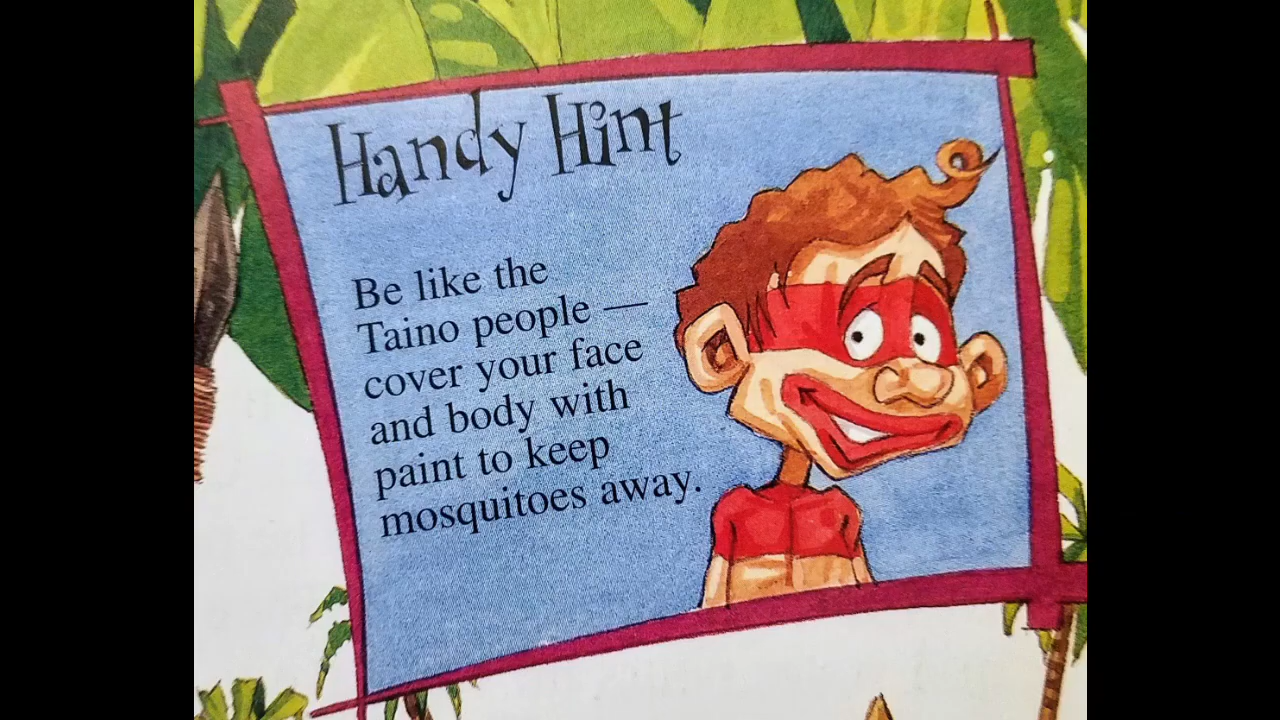 Handy Hint
Be like the
Taino people —
cover your face
and body with
paint to keep
mosquitoes away.